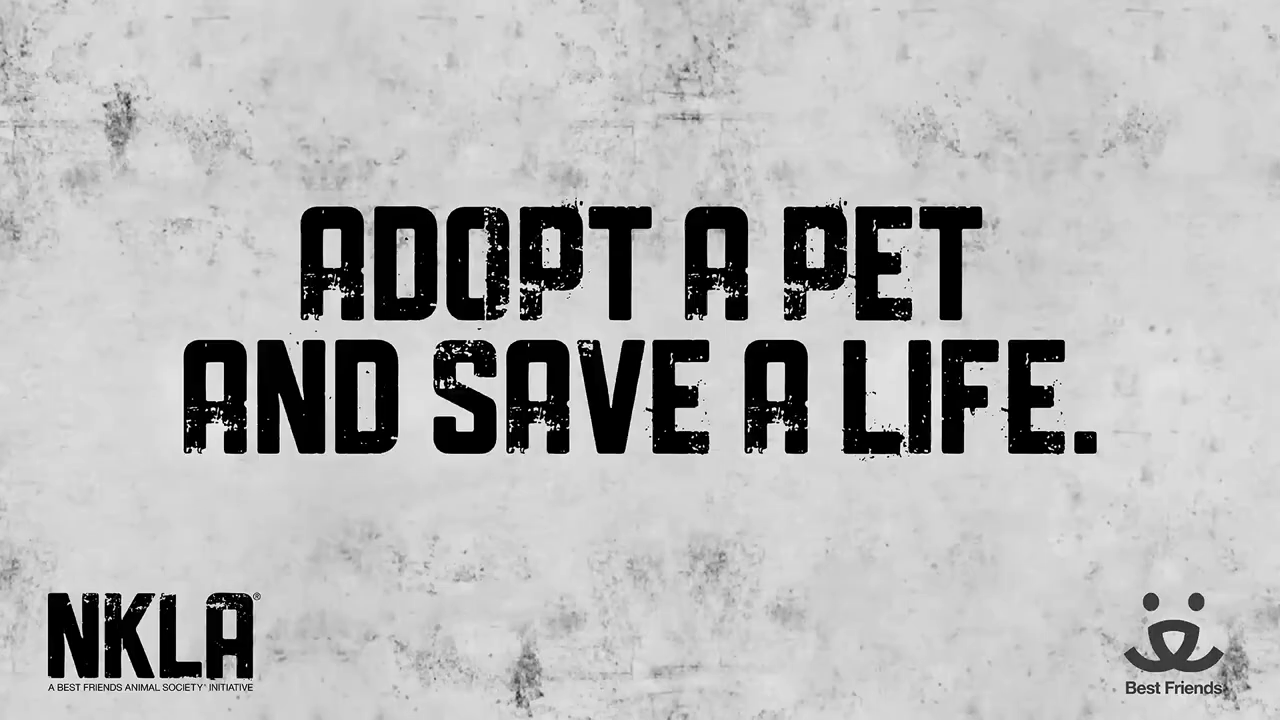 ADOPT A PET
AND SAVE A LIFE.
NKLA®
A BEST FRIENDS ANIMAL SOCIETY® INITIATIVE
Best Friends